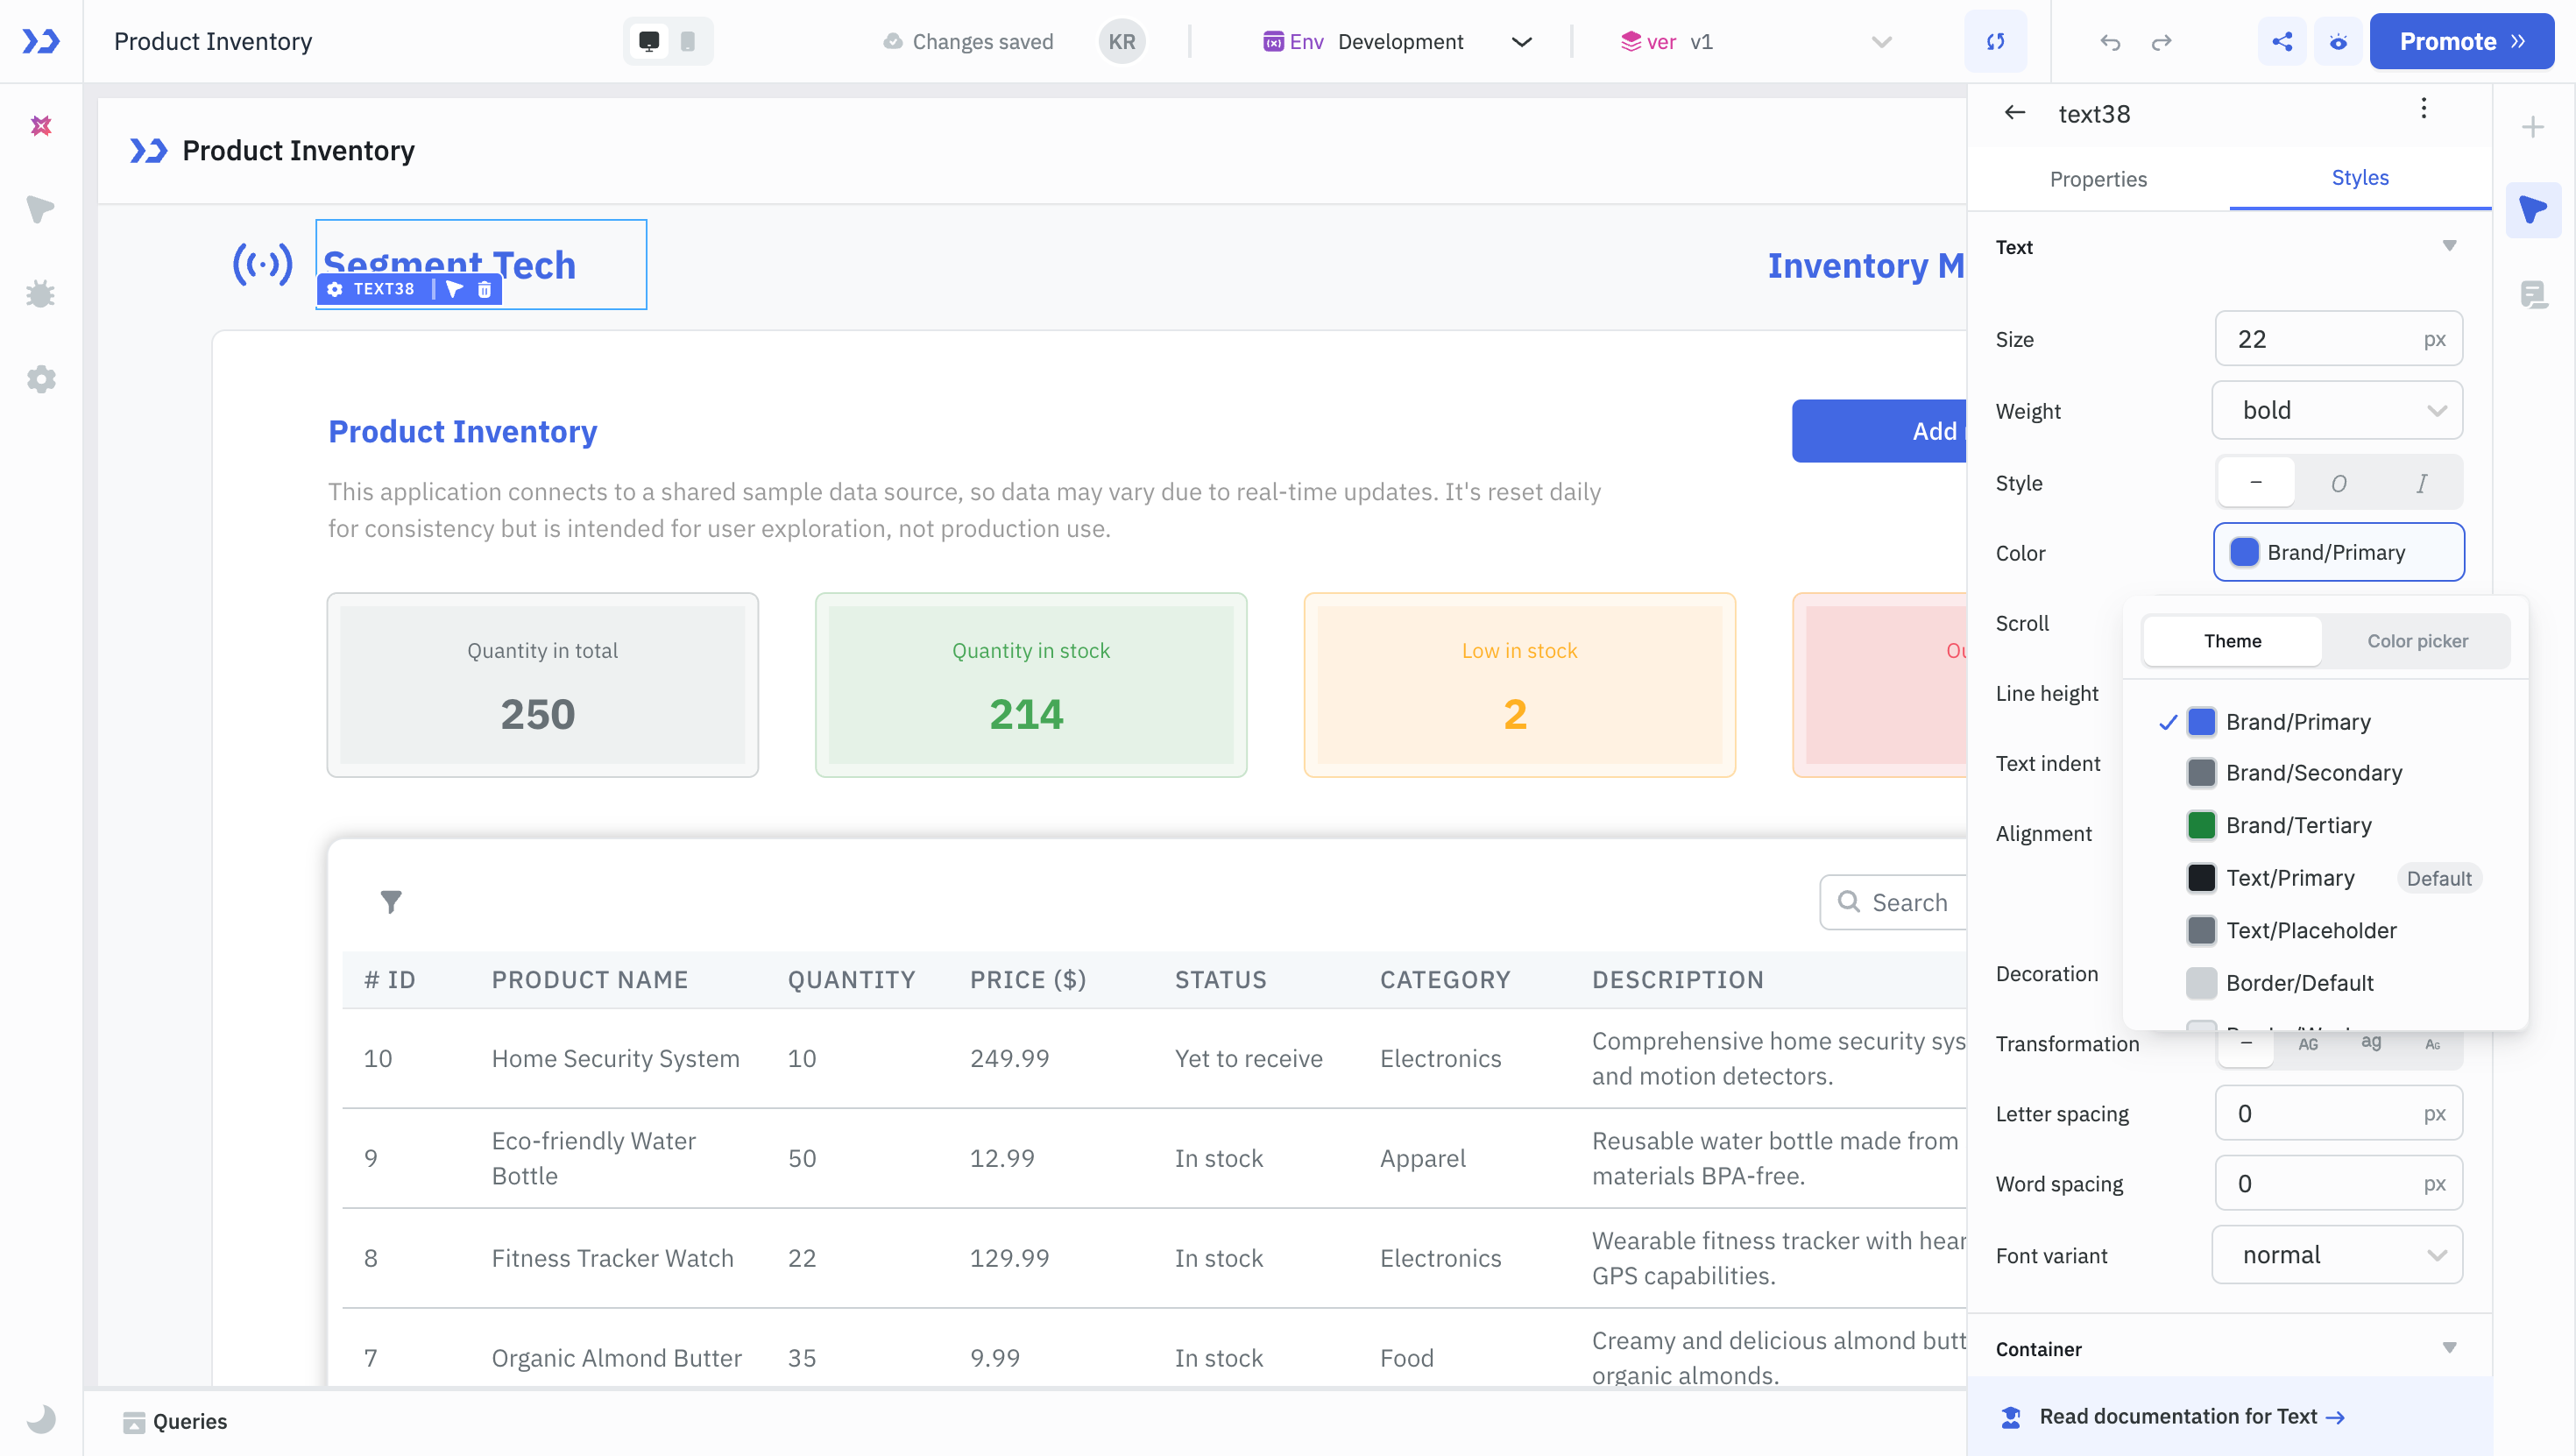 Product Inventory
Changes saved
KR
Env Development
ver v1
Promote
Product Inventory
Segment Tech
TEXT38
Inventory M
Product Inventory
Add
This application connects to a shared sample data source, so data may vary due to real-time updates. It's reset daily
for consistency but is intended for user exploration, not production use.
Quantity in total
250
Quantity in stock
214
Low in stock
2
Ou
Search
# ID PRODUCT NAME QUANTITY PRICE ($) STATUS CATEGORY DESCRIPTION
10 Home Security System 10 249.99 Yet to receive Electronics Comprehensive home security sys
and motion detectors.
9 Eco-friendly Water
Bottle
50 12.99 In stock Apparel Reusable water bottle made from
materials BPA-free.
8 Fitness Tracker Watch 22 129.99 In stock Electronics Wearable fitness tracker with hear
GPS capabilities.
7 Organic Almond Butter 35 9.99 In stock Food Creamy and delicious almond butt
organic almonds.
Queries
text38
Properties
Styles
Text
Size 22 px
Weight bold
Style – O I
Color Brand/Primary
Scroll
Line height
Text indent
Alignment
Decoration
Theme
Color picker
Brand/Primary
Brand/Secondary
Brand/Tertiary
Text/Primary Default
Text/Placeholder
Border/Default
Transformation – AG ag AG
Letter spacing 0 px
Word spacing 0 px
Font variant normal
Container
Read documentation for Text →